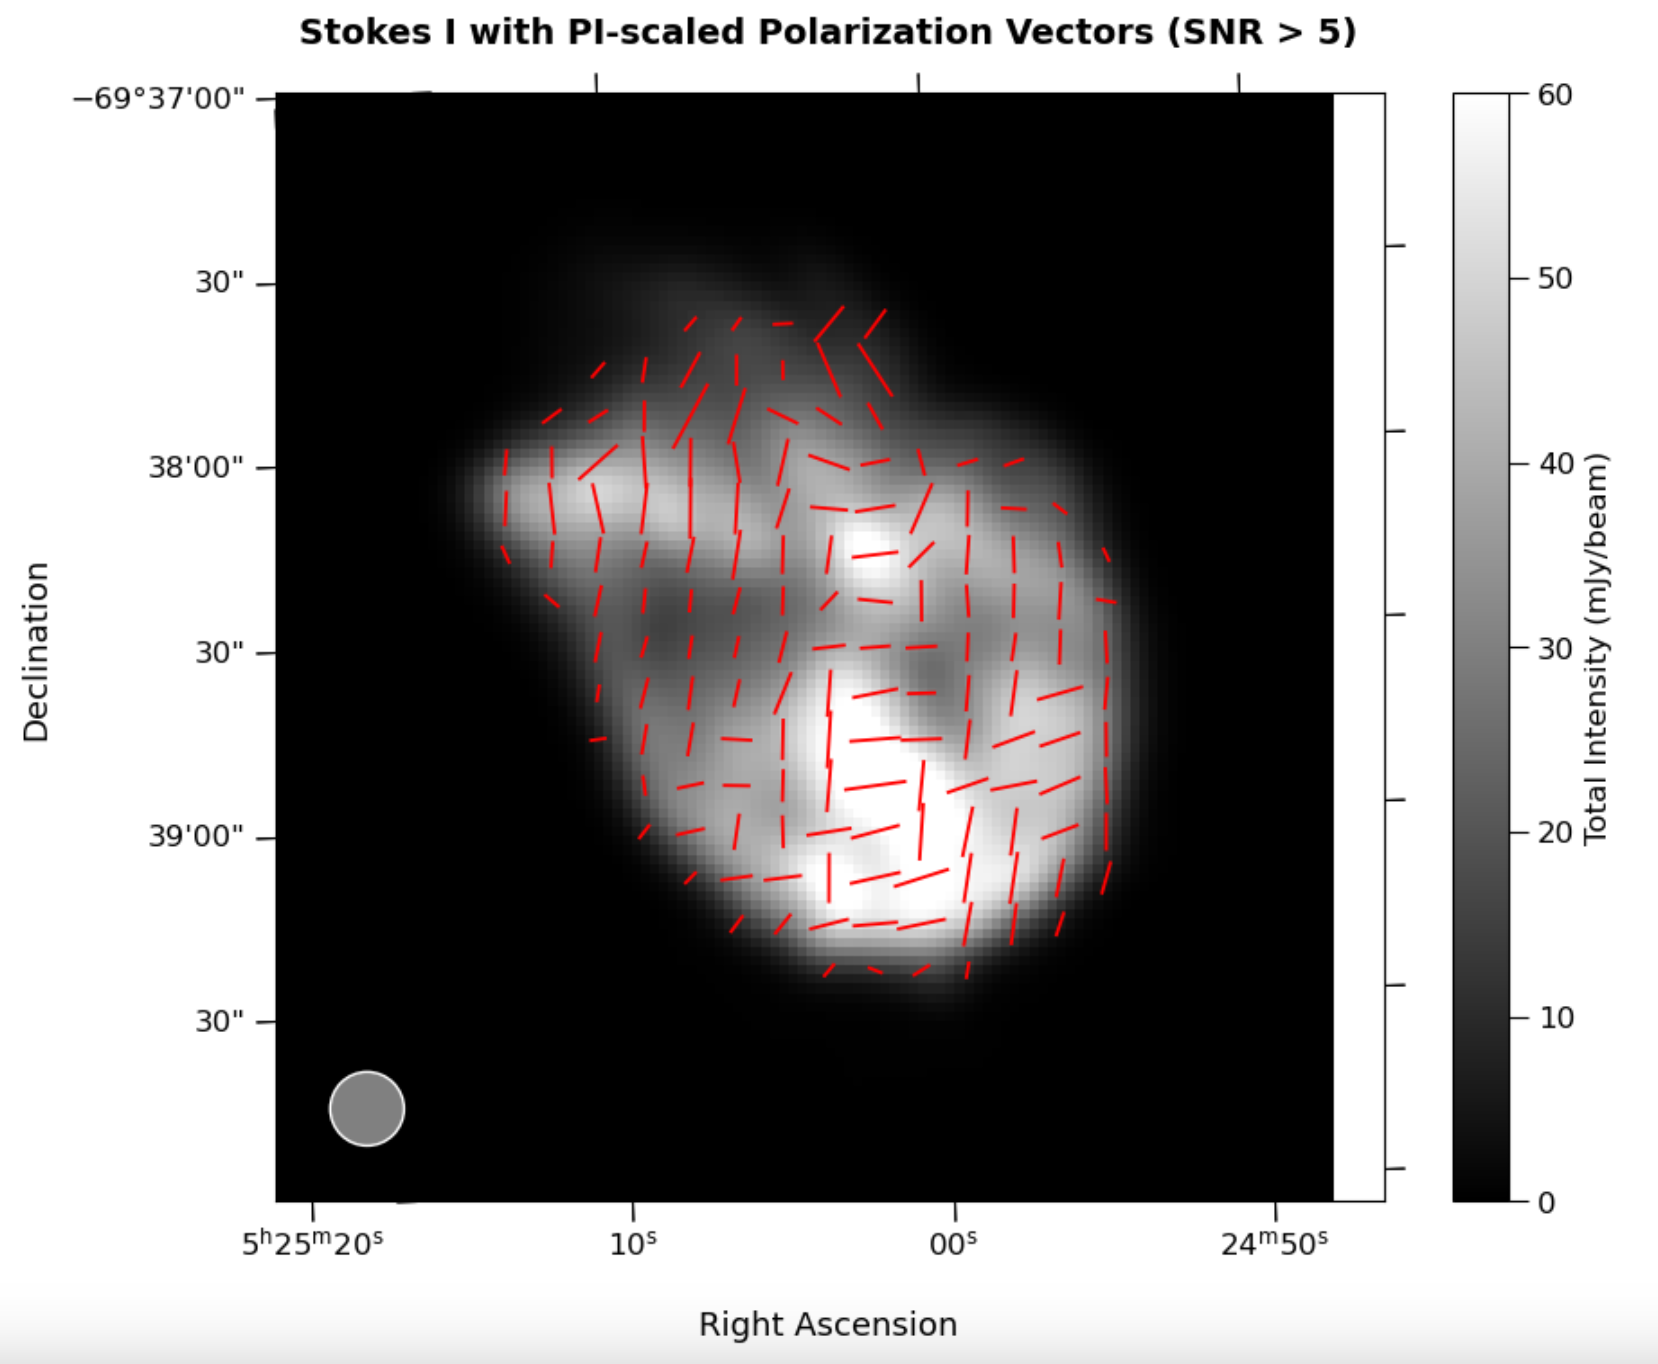 Stokes I with PI-scaled Polarization Vectors (SNR > 5)
−69°37'00"
30"
38'00"
30"
39'00"
30"
Declination
5ʰ25ᵐ20ˢ
10ˢ
00ˢ
24ᵐ50ˢ
Right Ascension
60
50
40
30
20
10
0
Total Intensity (mJy/beam)